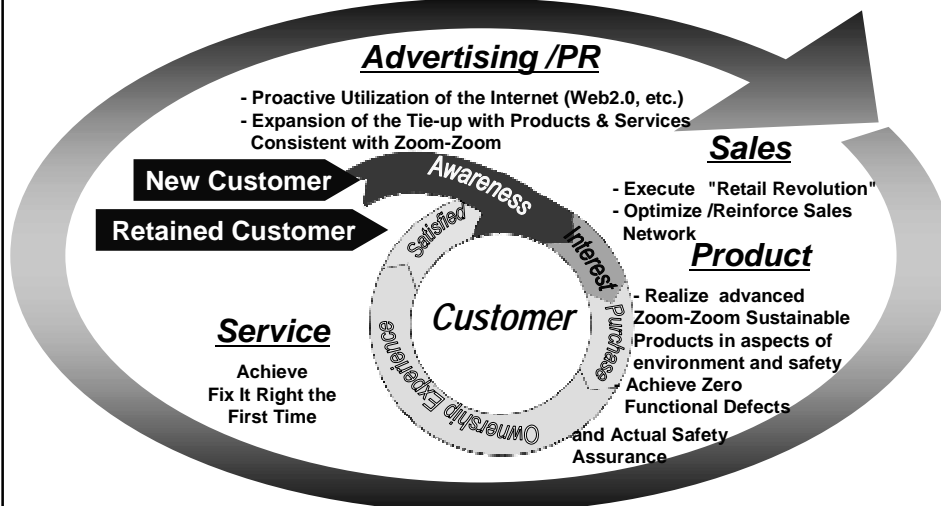 Advertising /PR
- Proactive Utilization of the Internet (Web2.0, etc.)
- Expansion of the Tie-up with Products & Services
Consistent with Zoom-Zoom
New Customer
Retained Customer
Awareness
Interest
Purchase
Ownership Experience
Satisfied
Customer
Sales
- Execute "Retail Revolution"
- Optimize /Reinforce Sales
Network
Product
- Realize advanced
Zoom-Zoom Sustainable
Products in aspects of
environment and safety
- Achieve Zero
Functional Defects
and Actual Safety
Assurance
Service
Achieve
Fix It Right the
First Time